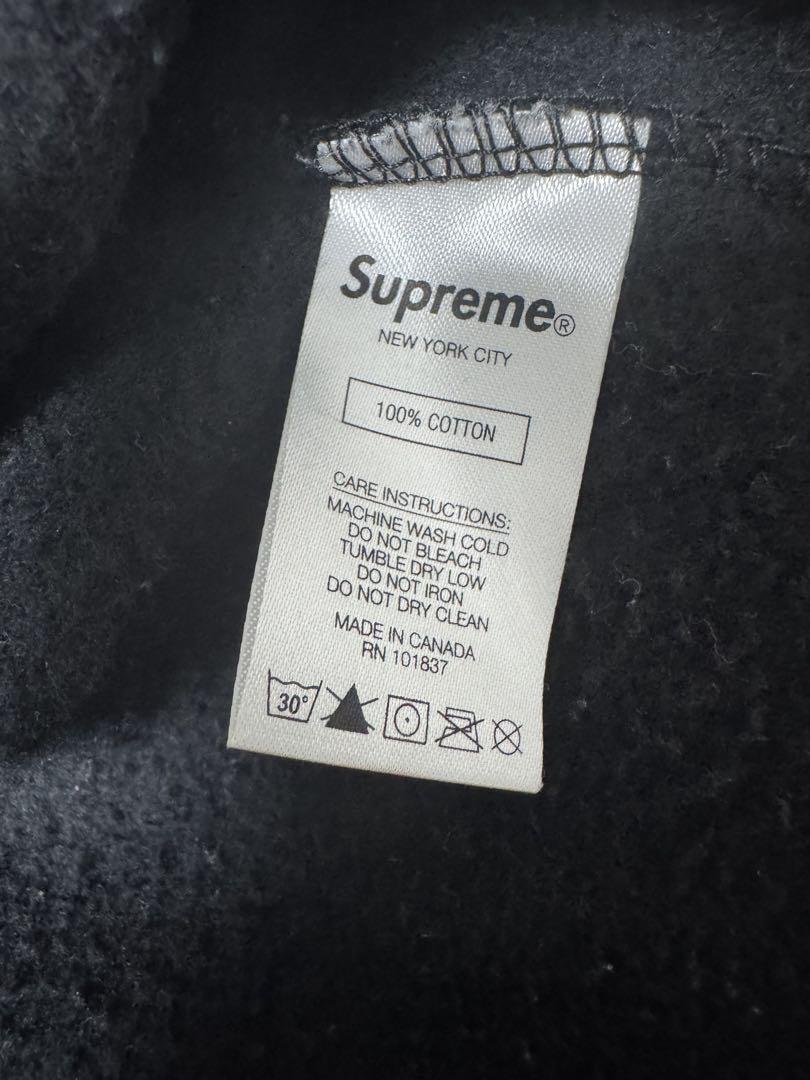 Supreme®
NEW YORK CITY
100% COTTON
CARE INSTRUCTIONS:
MACHINE WASH COLD
DO NOT BLEACH
TUMBLE DRY LOW
DO NOT IRON
DO NOT DRY CLEAN
MADE IN CANADA
RN 101837
30°